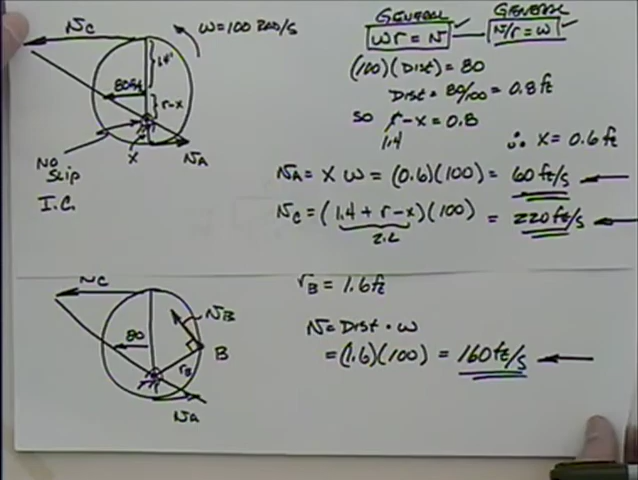 Vc
ω = 100 RAD/S
1.4'
80 ft/s
r-x
NO SLIP
X
VA
I.C.
GENERAL
ωr = V
GENERAL
V/r = ω
(100)(DIST) = 80
DIST = 80/100 = 0.8 ft
SO r - X = 0.8
1.4
∴ X = 0.6 ft
VA = X ω = (0.6)(100) = 60 ft/s
Vc = (1.4 + r - x)(100) = 220 ft/s
2.2
Vc
VB
80
rB
B
VA
rB = 1.6 ft
V = DIST · ω
= (1.6)(100) = 160 ft/s